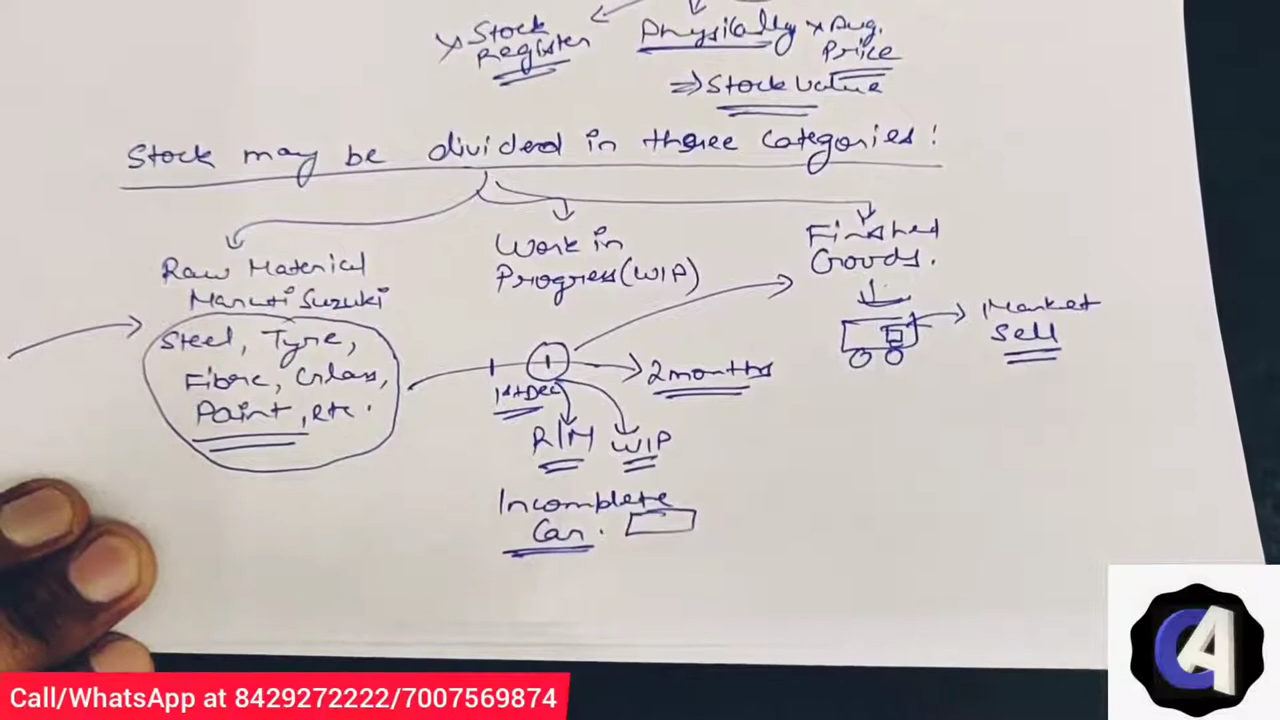 Stock
Register
Physically x Avg.
Price
⇒ Stock Value
Stock may be divided in three categories:
Raw Material
Maruti Suzuki
Steel, Tyre,
Fibre, Glass,
Paint, etc.
Work in
Progress (WIP)
1st Dec
2 months
R/M WIP
Incomplete
Car.
Finished
Goods.
Market
Sell
Call/WhatsApp at 8429272222/7007569874
CA